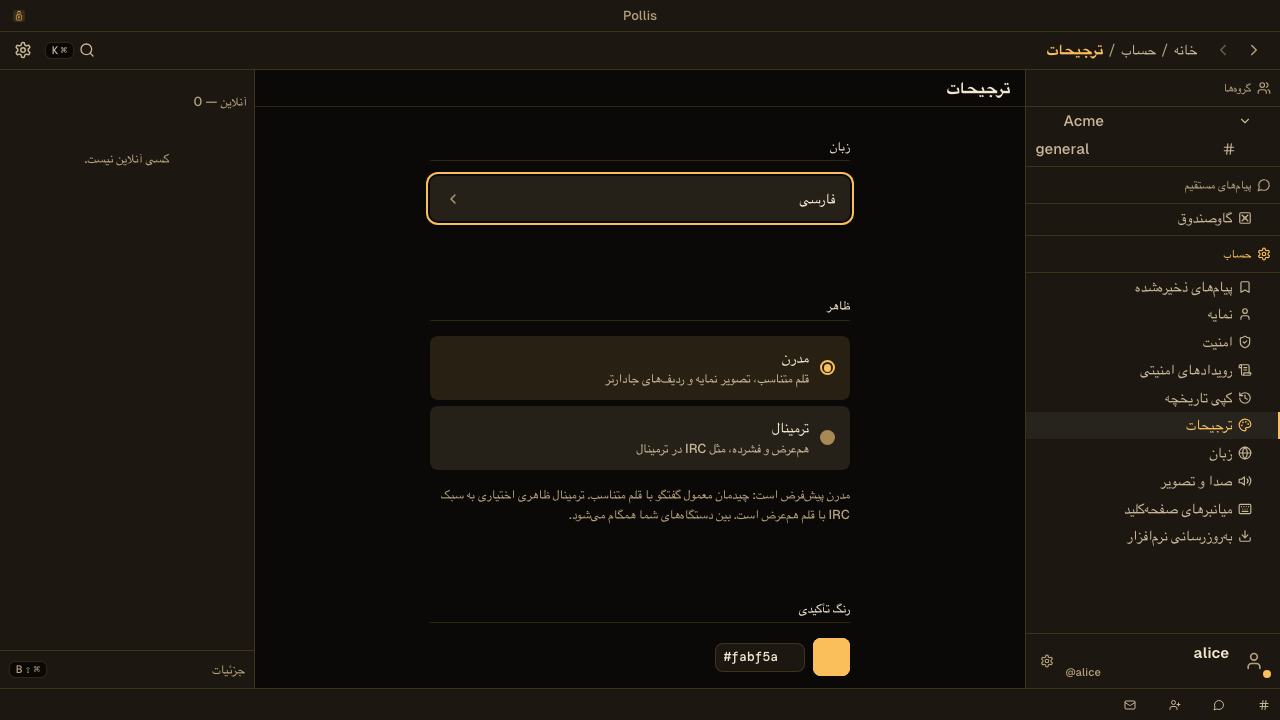 Pollis
خانه / حساب / ترجیحات
K ⌘
گروه‌ها
Acme
general
پیام‌های مستقیم
گاوصندوق
حساب
پیام‌های ذخیره‌شده
نمایه
امنیت
رویدادهای امنیتی
کپی تاریخچه
ترجیحات
زبان
صدا و تصویر
میانبرهای صفحه‌کلید
به‌روزرسانی نرم‌افزار
alice
@alice
ترجیحات
زبان
فارسی
ظاهر
مدرن
قلم متناسب، تصویر نمایه و ردیف‌های جادارتر
ترمینال
هم‌عرض و فشرده، مثل IRC در ترمینال
مدرن پیش‌فرض است: چیدمان معمول گفتگو با قلم متناسب. ترمینال ظاهری اختیاری به سبک
IRC با قلم هم‌عرض است. بین دستگاه‌های شما همگام می‌شود.
رنگ تأکیدی
#fabf5a
آنلاین — 0
کسی آنلاین نیست.
جزئیات
B ⇧ ⌘